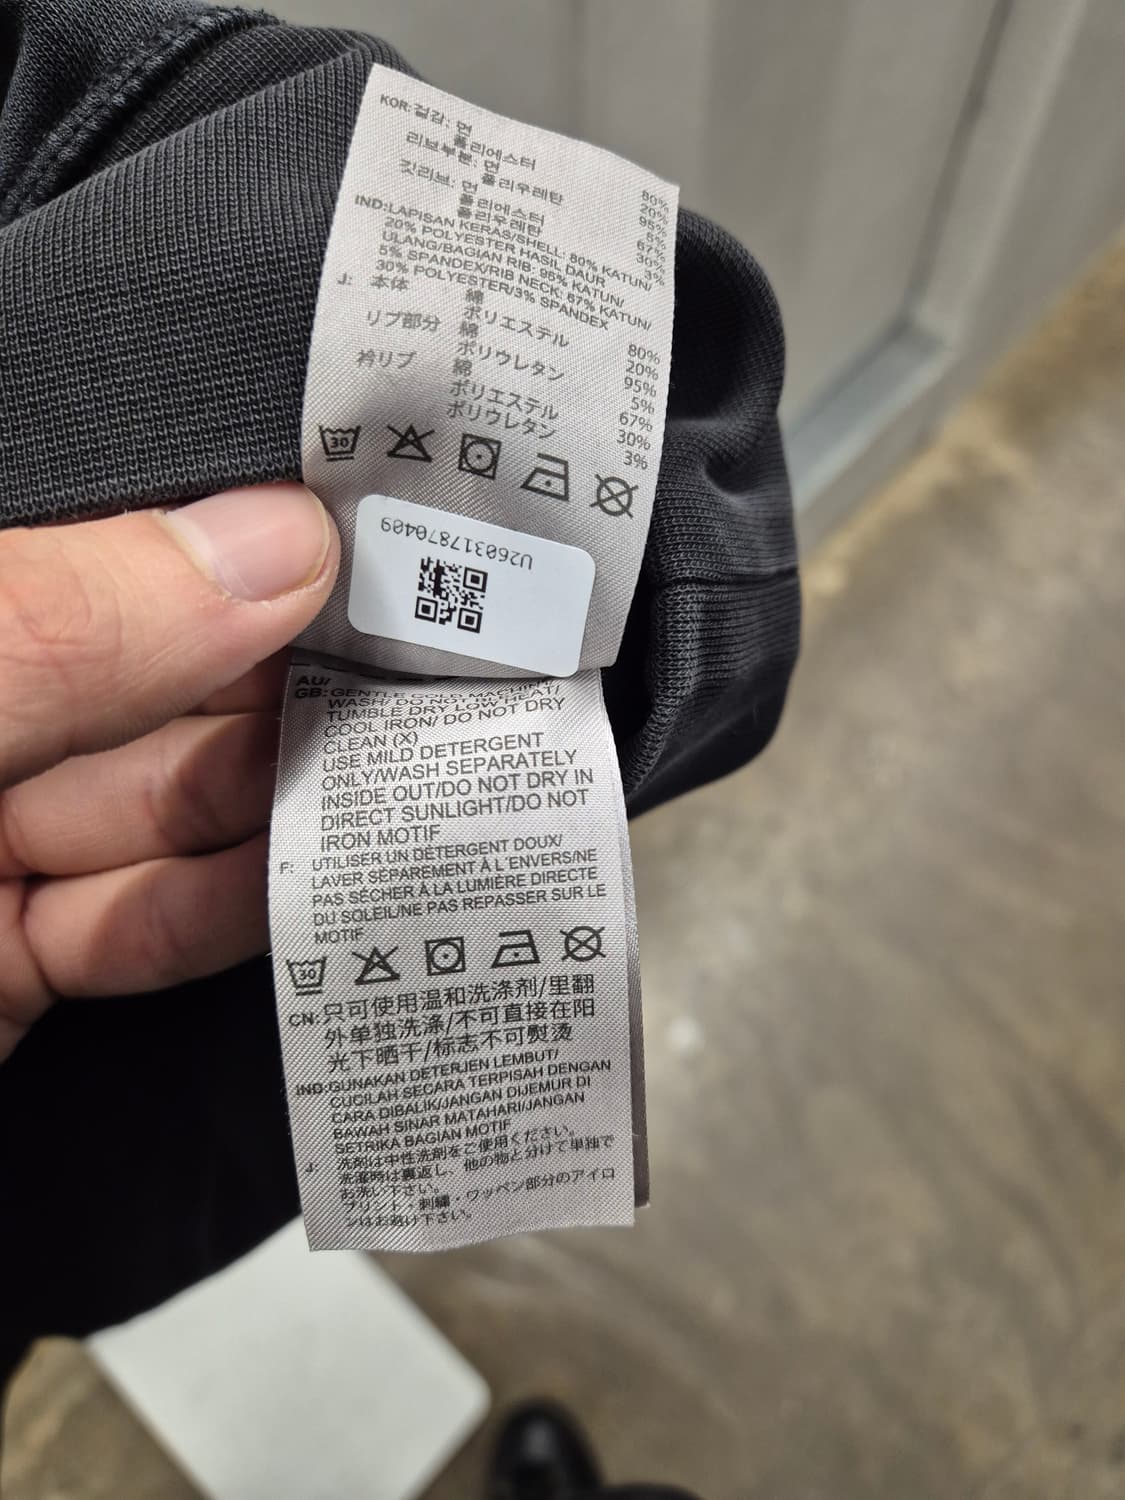 KOR: 겉감: 면 80%
폴리에스터 20%
리브부분: 면 95%
폴리우레탄 5%
깃리브: 면 67%
폴리에스터 30%
폴리우레탄 3%
IND:LAPISAN KERAS/SHELL: 80% KATUN/
20% POLYESTER HASIL DAUR
ULANG/BAGIAN RIB: 95% KATUN/
5% SPANDEX/RIB NECK: 67% KATUN/
30% POLYESTER/3% SPANDEX
J: 本体 綿 80%
ポリエステル 20%
リブ部分 綿 95%
ポリウレタン 5%
衿リブ 綿 67%
ポリエステル 30%
ポリウレタン 3%
30
U260317870409
AU/
GB: GENTLE COLD MACHINE
WASH/ DO NOT BLEACH/
TUMBLE DRY LOW
COOL IRON/ DO NOT DRY
CLEAN (X)
USE MILD DETERGENT
ONLY/WASH SEPARATELY
INSIDE OUT/DO NOT DRY IN
DIRECT SUNLIGHT/DO NOT
IRON MOTIF
F: UTILISER UN DÉTERGENT DOUX/
LAVER SÉPARÉMENT À L'ENVERS/NE
PAS SÉCHER À LA LUMIÈRE DIRECTE
DU SOLEIL/NE PAS REPASSER SUR LE
MOTIF
30
CN: 只可使用温和洗涤剂/里翻
外单独洗涤/不可直接在阳
光下晒干/标志不可熨烫
IND:GUNAKAN DETERJEN LEMBUT/
CUCILAH SECARA TERPISAH DENGAN
CARA DIBALIK/JANGAN DIJEMUR DI
BAWAH SINAR MATAHARI/JANGAN
SETRIKA BAGIAN MOTIF
J: 洗剤は中性洗剤をご使用ください。
洗濯時は裏返し、他の物と分けて単独で
お洗い下さい。
プリント・刺繍・ワッペン部分のアイロ
ンはお避け下さい。